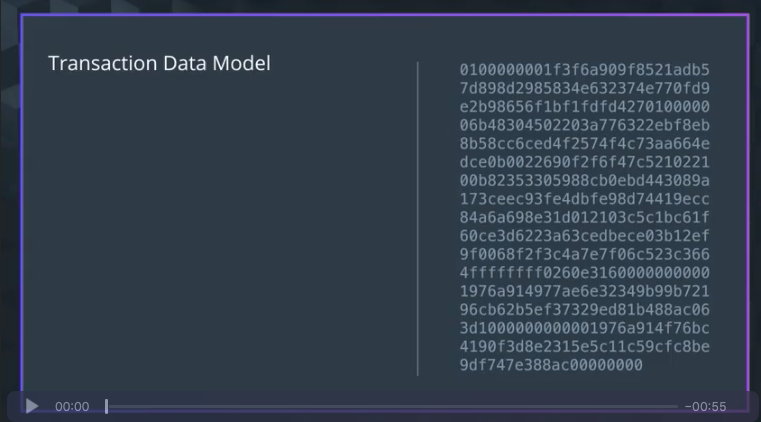 Transaction Data Model
0100000001f3f6a909f8521adb5
7d898d2985834e632374e770fd9
e2b98656f1bf1fdfd4270100000
06b48304502203a776322ebf8eb
8b58cc6ced4f2574f4c73aa664e
dce0b0022690f2f6f47c5210221
00b82353305988cb0ebd443089a
173ceec93fe4dbfe98d74419ecc
84a6a698e31d012103c5c1bc61f
60ce3d6223a63cedbece03b12ef
9f0068f2f3c4a7e7f06c523c366
4ffffffff0260e3160000000000
1976a914977ae6e32349b99b721
96cb62b5ef37329ed81b488ac06
3d1000000000001976a914f76bc
4190f3d8e2315e5c11c59cfc8be
9df747e388ac00000000
00:00
-00:55